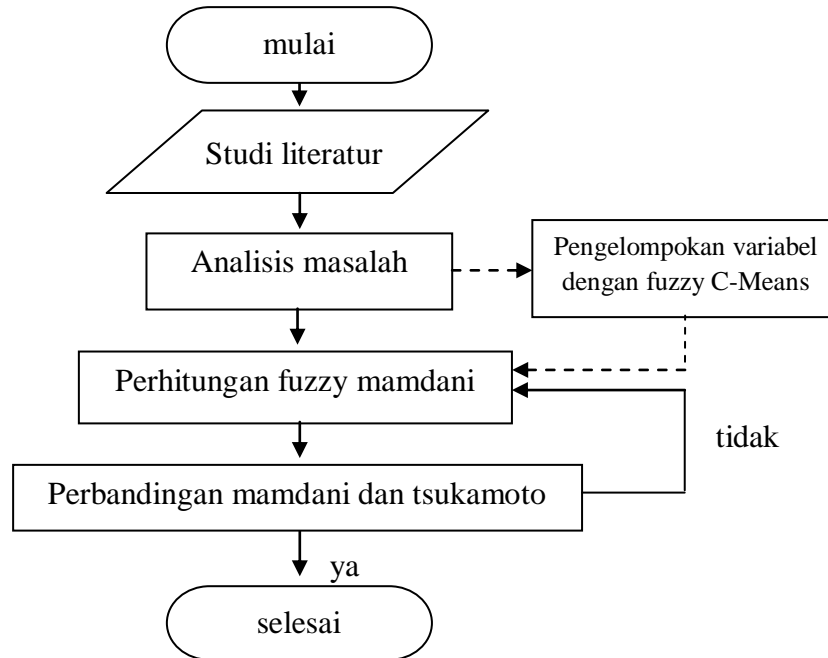 mulai
Studi literatur
Analisis masalah
Pengelompokan variabel
dengan fuzzy C-Means
Perhitungan fuzzy mamdani
tidak
Perbandingan mamdani dan tsukamoto
ya
selesai